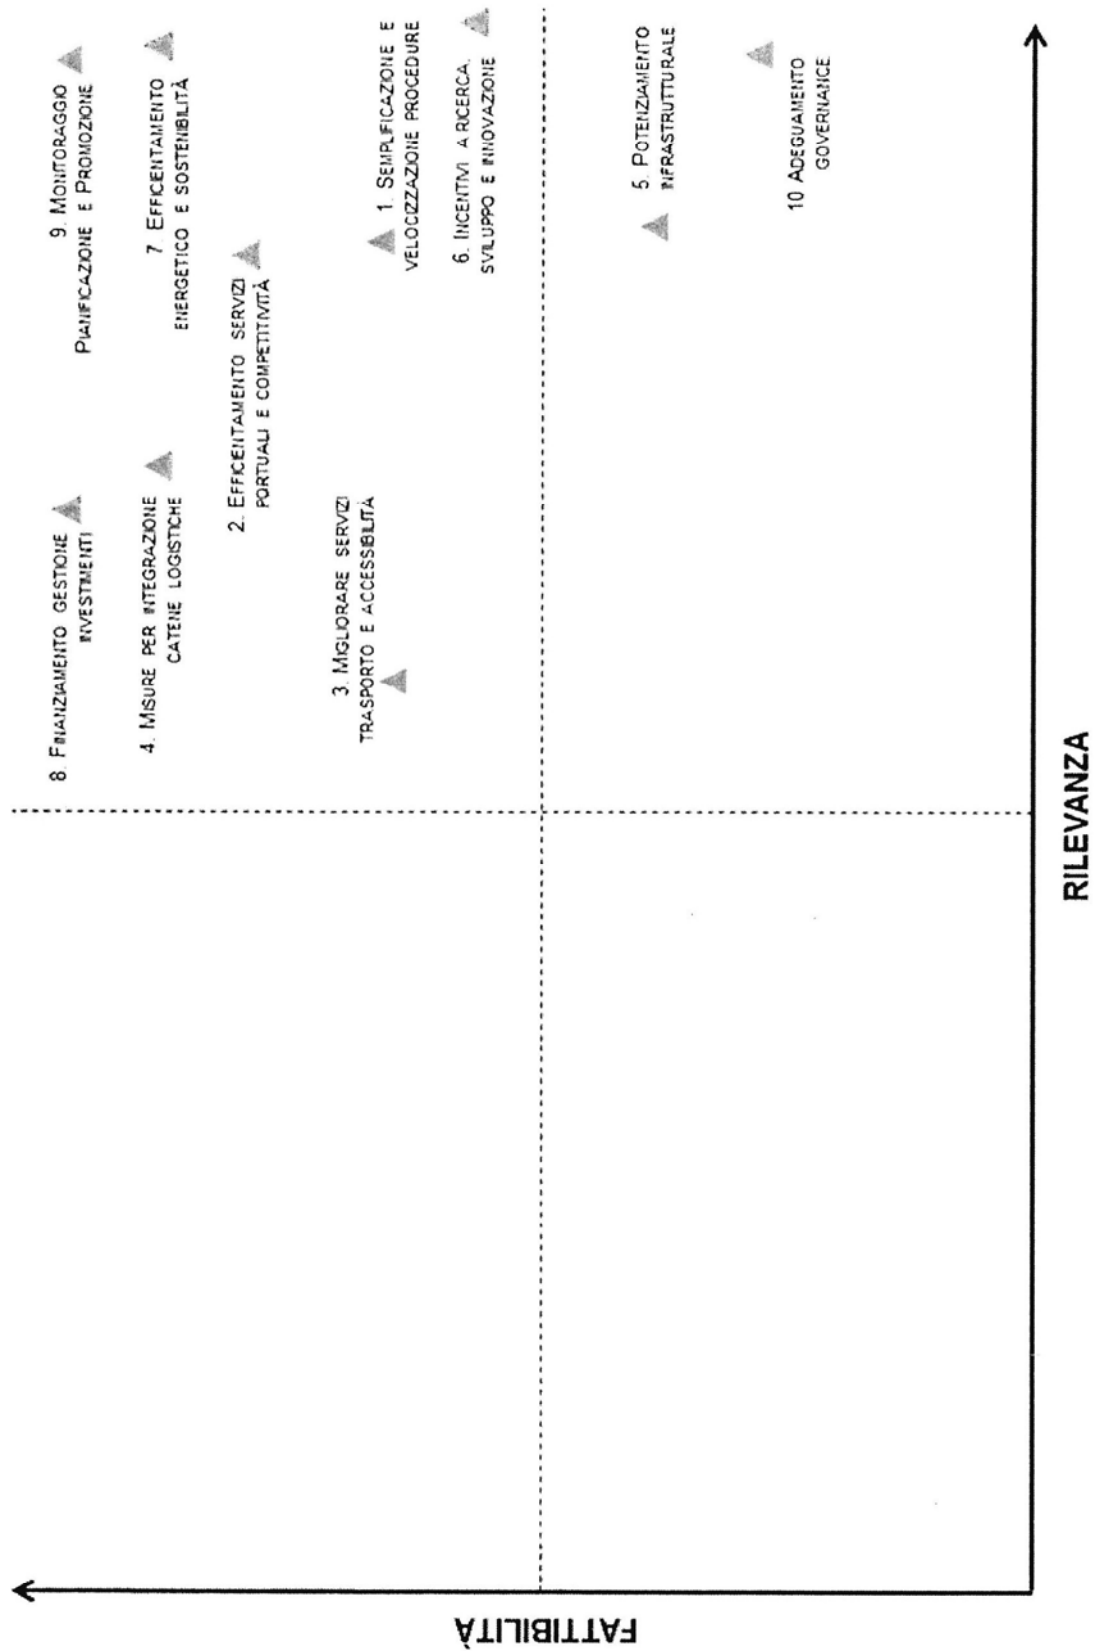 8. FINANZIAMENTO GESTIONE
INVESTIMENTI
9. MONITORAGGIO
PIANIFICAZIONE E PROMOZIONE
4. MISURE PER INTEGRAZIONE
CATENE LOGISTICHE
7. EFFICENTAMENTO
ENERGETICO E SOSTENIBILITÀ
2. EFFICENTAMENTO SERVIZI
PORTUALI E COMPETITIVITÀ
3. MIGLIORARE SERVIZI
TRASPORTO E ACCESSIBILITÀ
1. SEMPLIFICAZIONE E
VELOCIZZAZIONE PROCEDURE
6. INCENTIVI A RICERCA,
SVILUPPO E INNOVAZIONE
5. POTENZIAMENTO
INFRASTRUTTURALE
10 ADEGUAMENTO
GOVERNANCE
FATTIBILITÀ
RILEVANZA